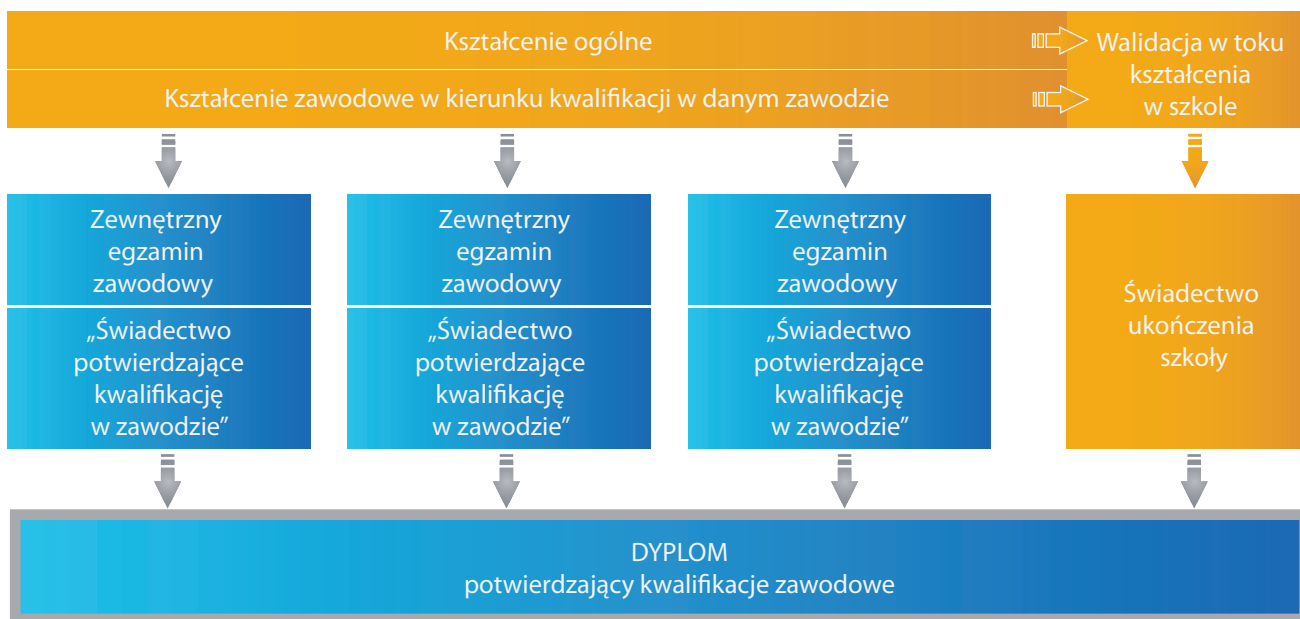 Kształcenie ogólne
Walidacja w toku
kształcenia
w szkole
Kształcenie zawodowe w kierunku kwalifikacji w danym zawodzie
Zewnętrzny
egzamin
zawodowy
„Świadectwo
potwierdzające
kwalifikację
w zawodzie”
Zewnętrzny
egzamin
zawodowy
„Świadectwo
potwierdzające
kwalifikację
w zawodzie”
Zewnętrzny
egzamin
zawodowy
„Świadectwo
potwierdzające
kwalifikację
w zawodzie”
Świadectwo
ukończenia
szkoły
DYPLOM
potwierdzający kwalifikacje zawodowe